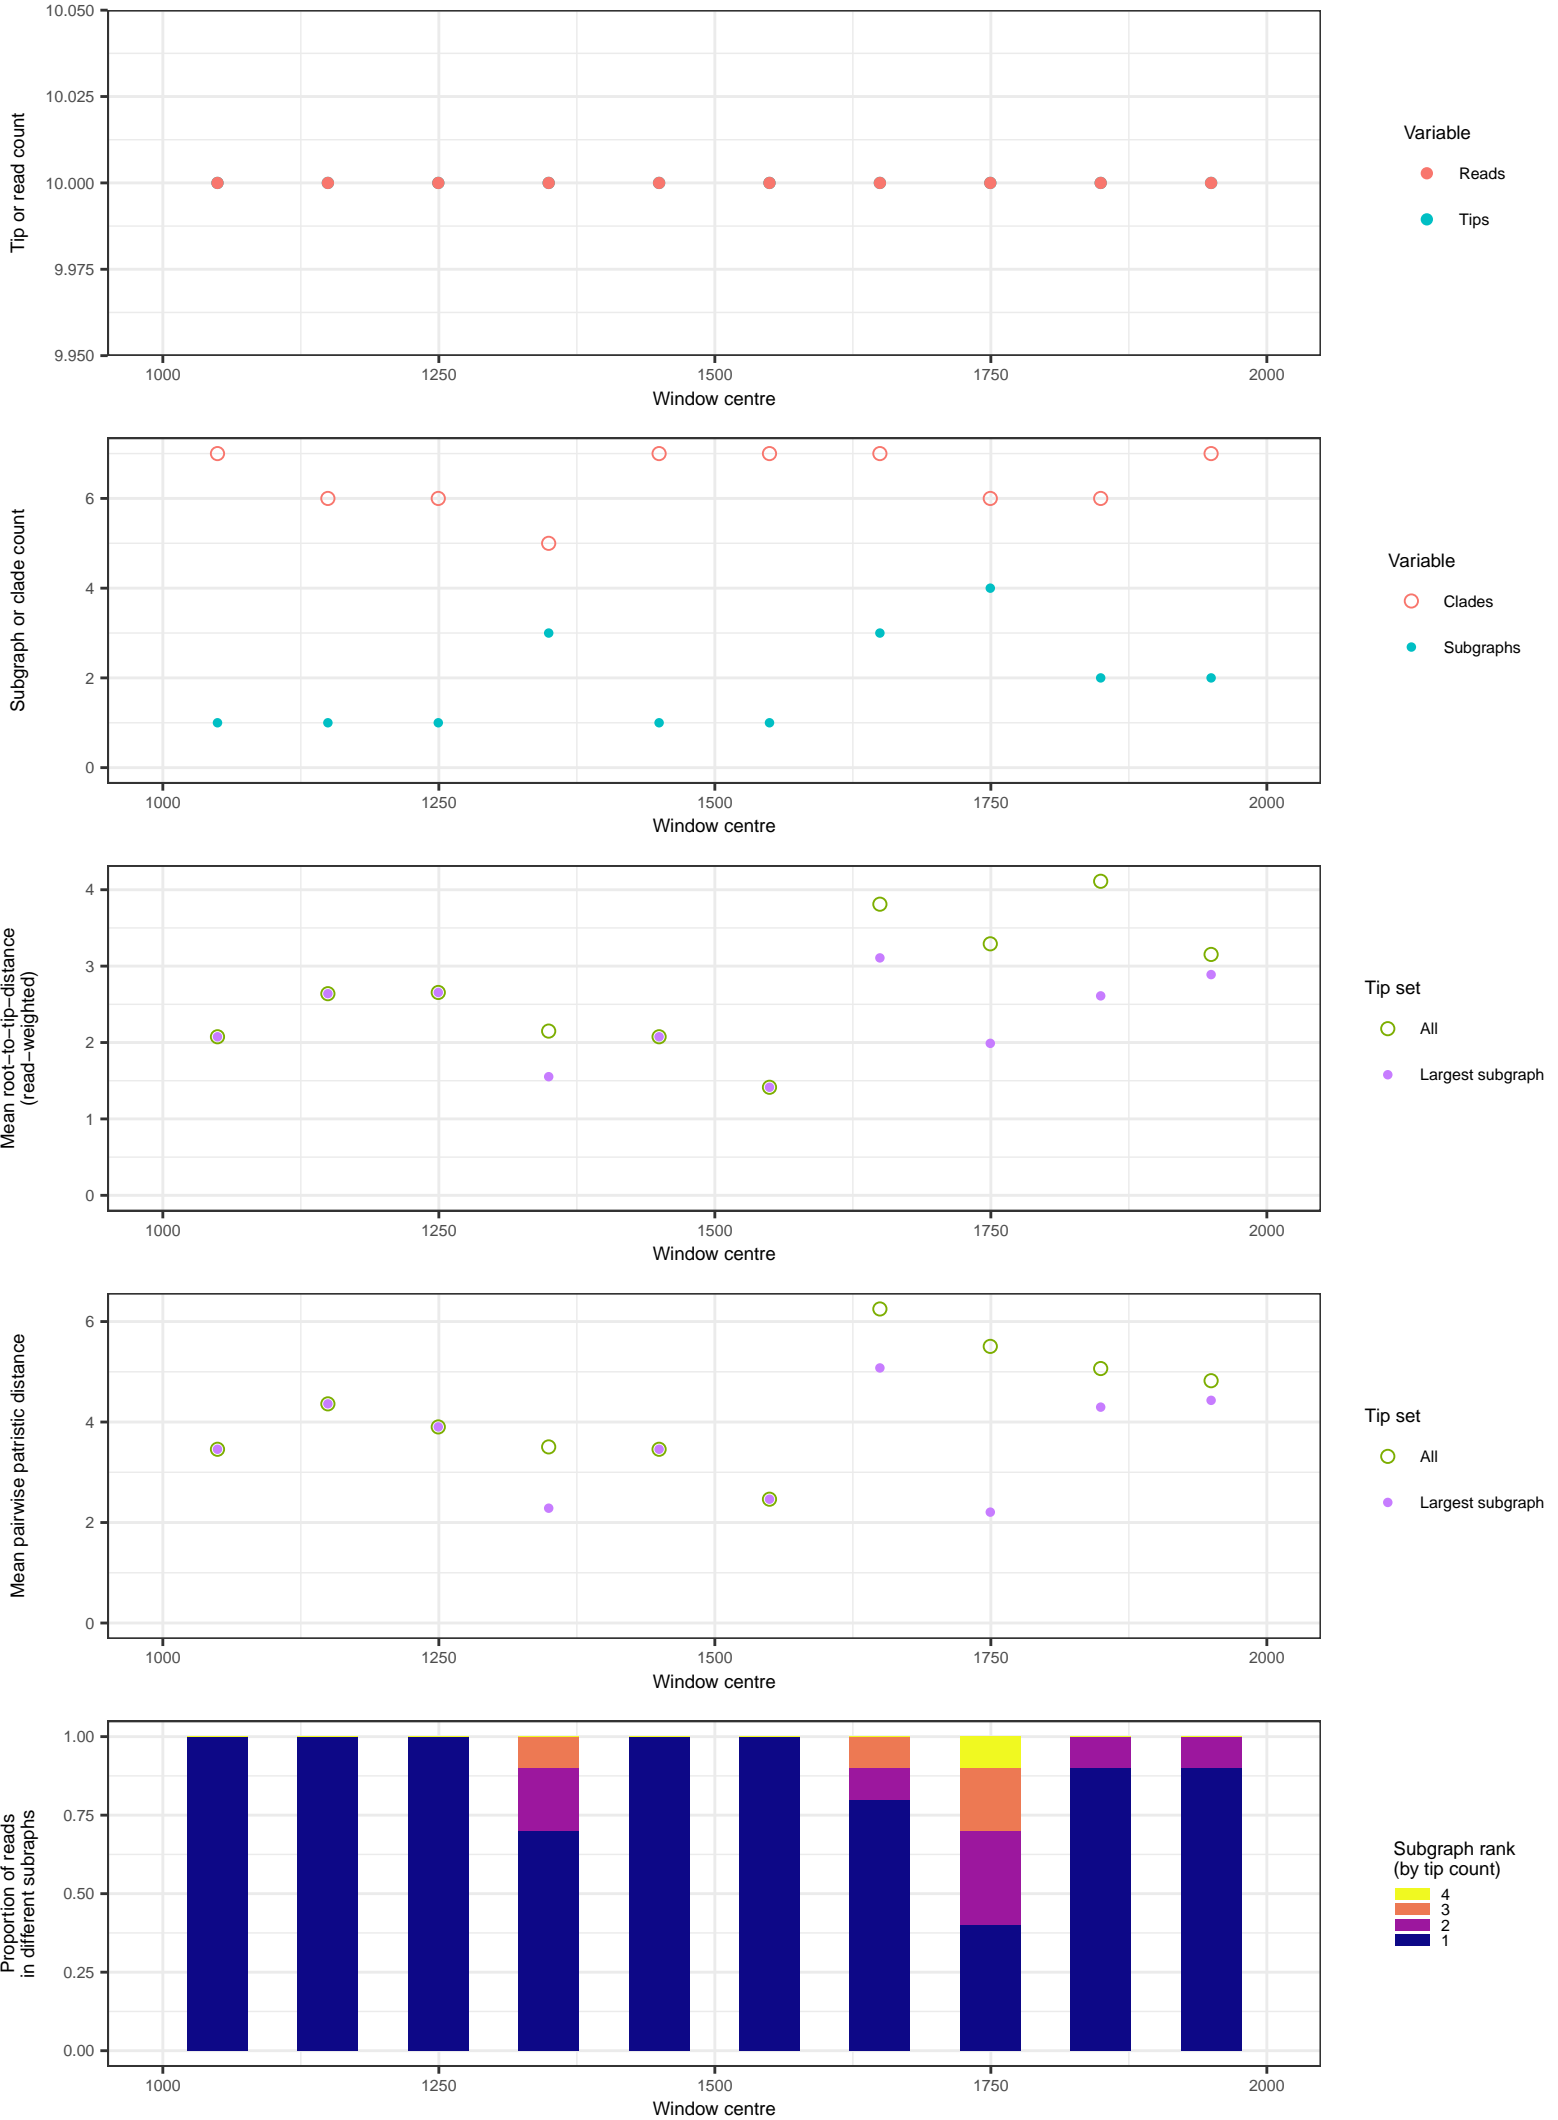 10.050
10.025
10.000
9.975
9.950
Tip or read count
1000 1250 1500 1750 2000
Window centre
Variable
Reads
Tips
6
4
2
0
Subgraph or clade count
1000 1250 1500 1750 2000
Window centre
Variable
Clades
Subgraphs
4
3
2
1
0
Mean root−to−tip−distance
(read−weighted)
1000 1250 1500 1750 2000
Window centre
Tip set
All
Largest subgraph
6
4
2
0
Mean pairwise patristic distance
1000 1250 1500 1750 2000
Window centre
Tip set
All
Largest subgraph
1.00
0.75
0.50
0.25
0.00
Proportion of reads
in different subraphs
1000 1250 1500 1750 2000
Window centre
Subgraph rank
(by tip count)
4
3
2
1